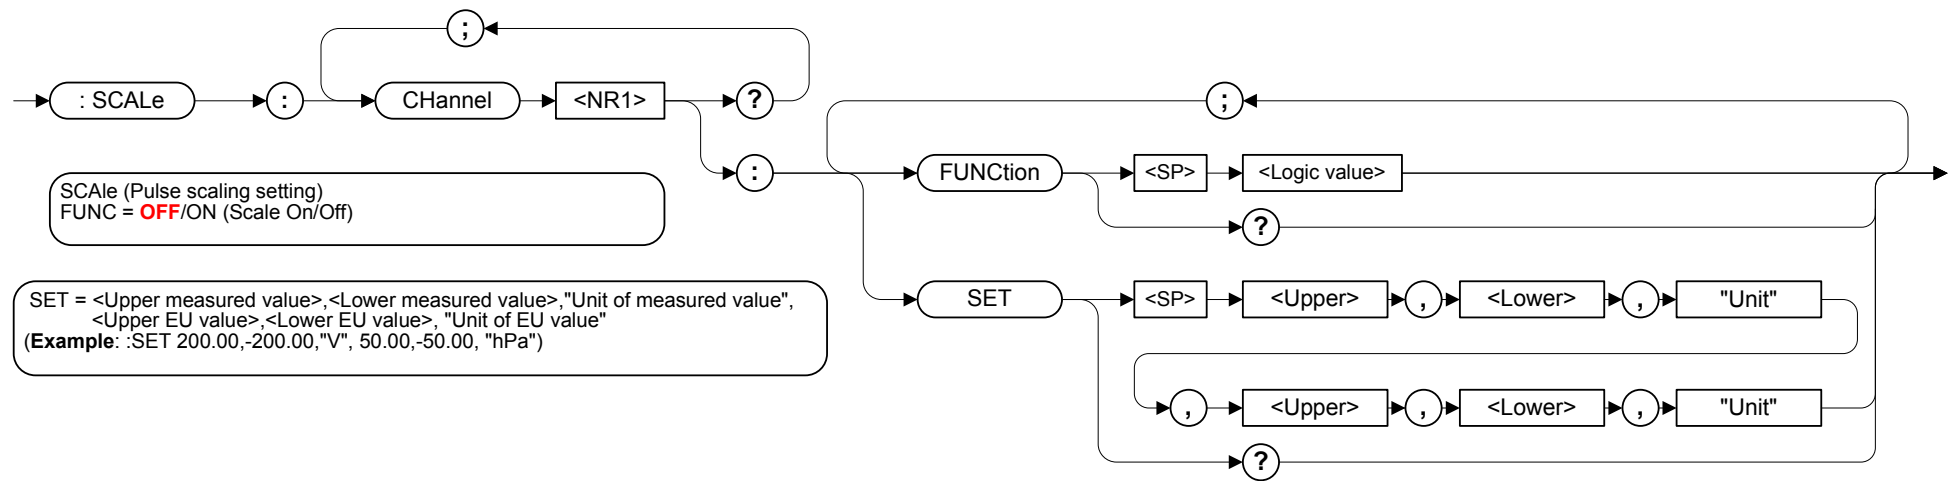 ;
: SCALe : CHannel <NR1> ?
;
: FUNCtion <SP> <Logic value>
?
SCAle (Pulse scaling setting)
FUNC = OFF/ON (Scale On/Off)
SET <SP> <Upper> , <Lower> , "Unit"
SET = <Upper measured value>,<Lower measured value>,"Unit of measured value",
<Upper EU value>,<Lower EU value>, "Unit of EU value"
(Example: :SET 200.00,-200.00,"V", 50.00,-50.00, "hPa")
, <Upper> , <Lower> , "Unit"
?